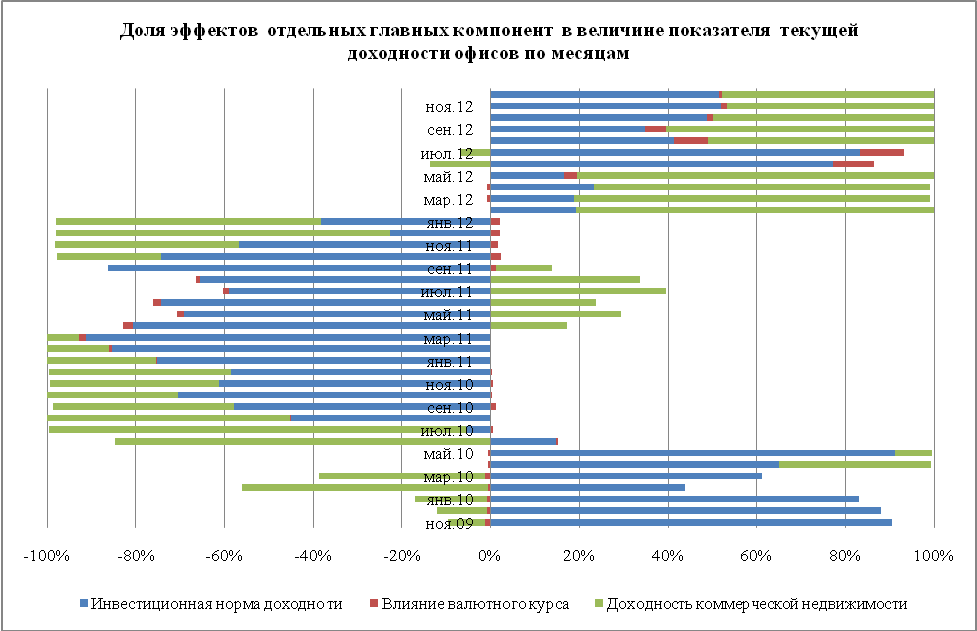 Доля эффектов отдельных главных компонент в величине показателя текущей
доходности офисов по месяцам
ноя.12
сен.12
июл.12
май.12
мар.12
янв.12
ноя.11
сен.11
июл.11
май.11
мар.11
янв.11
ноя.10
сен.10
июл.10
май.10
мар.10
янв.10
ноя.09
-100% -80% -60% -40% -20% 0% 20% 40% 60% 80% 100%
Инвестиционная норма доходно ти Влияние валютного курса Доходность коммерческой недвижимости